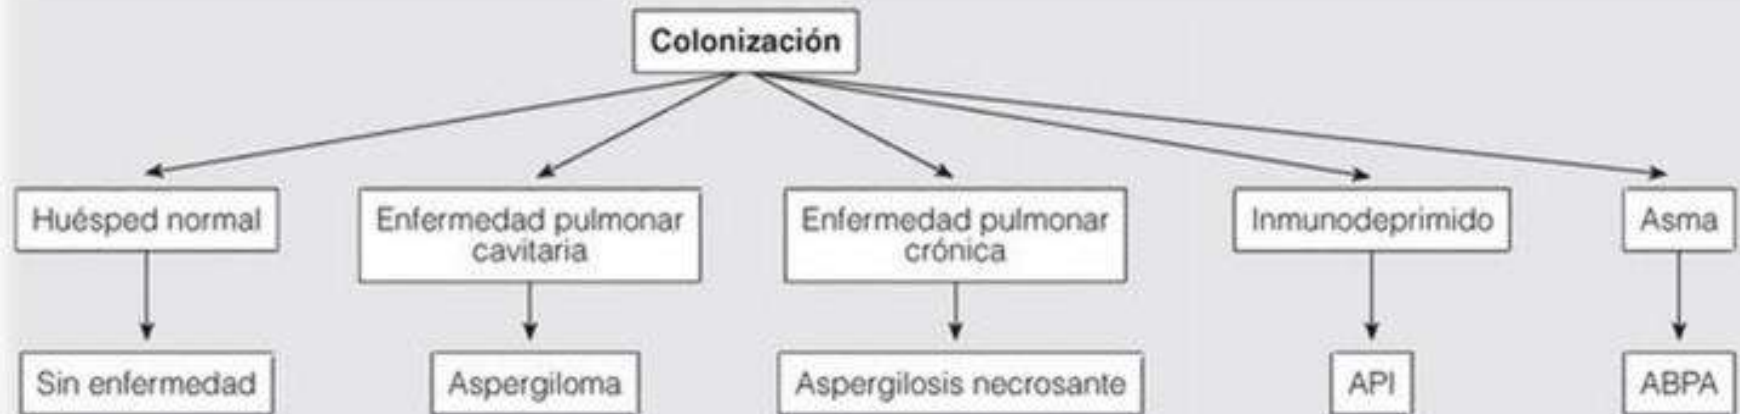 Colonización
Huésped normal
Enfermedad pulmonar
cavitaria
Enfermedad pulmonar
crónica
Inmunodeprimido
Asma
Sin enfermedad
Aspergiloma
Aspergilosis necrosante
API
ABPA